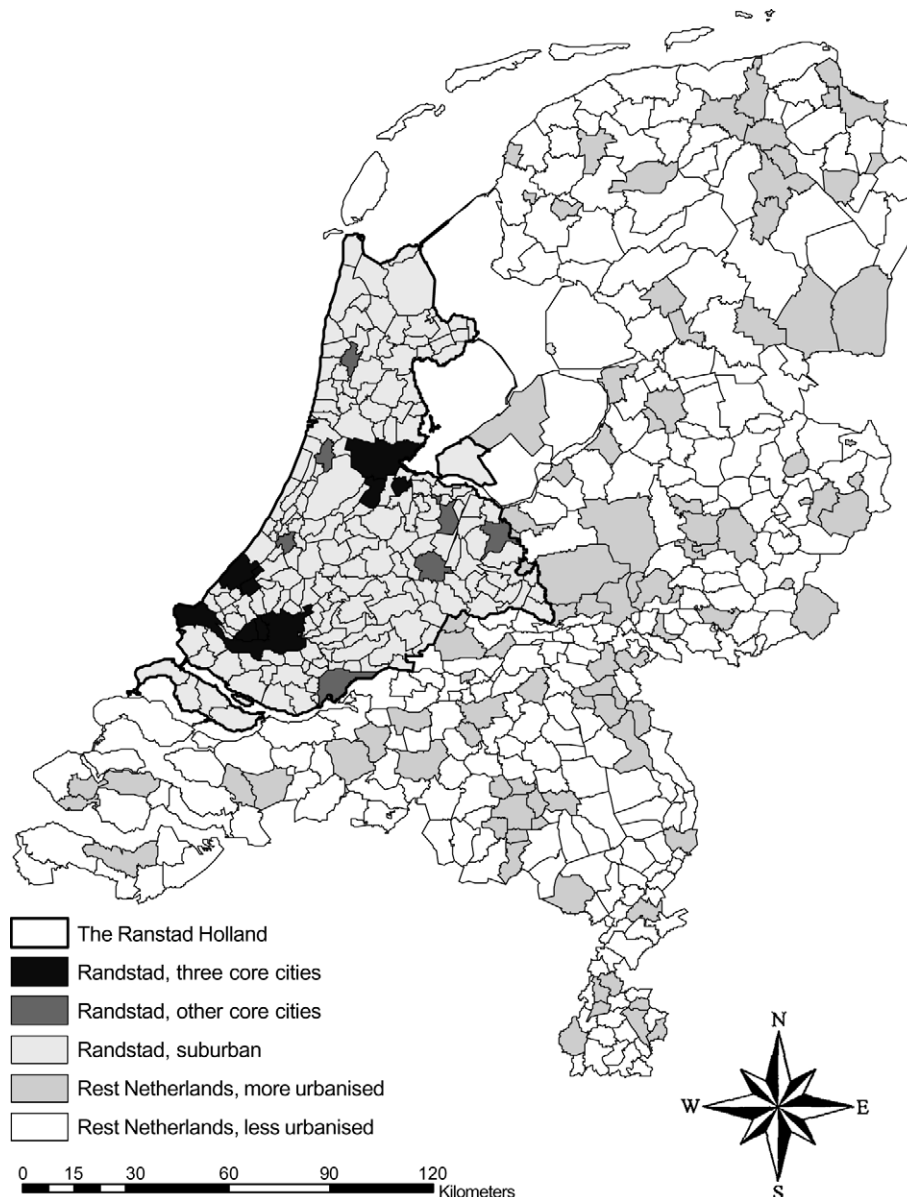 The Ranstad Holland
Randstad, three core cities
Randstad, other core cities
Randstad, suburban
Rest Netherlands, more urbanised
Rest Netherlands, less urbanised
N
W E
S
0 15 30 60 90 120
Kilometers